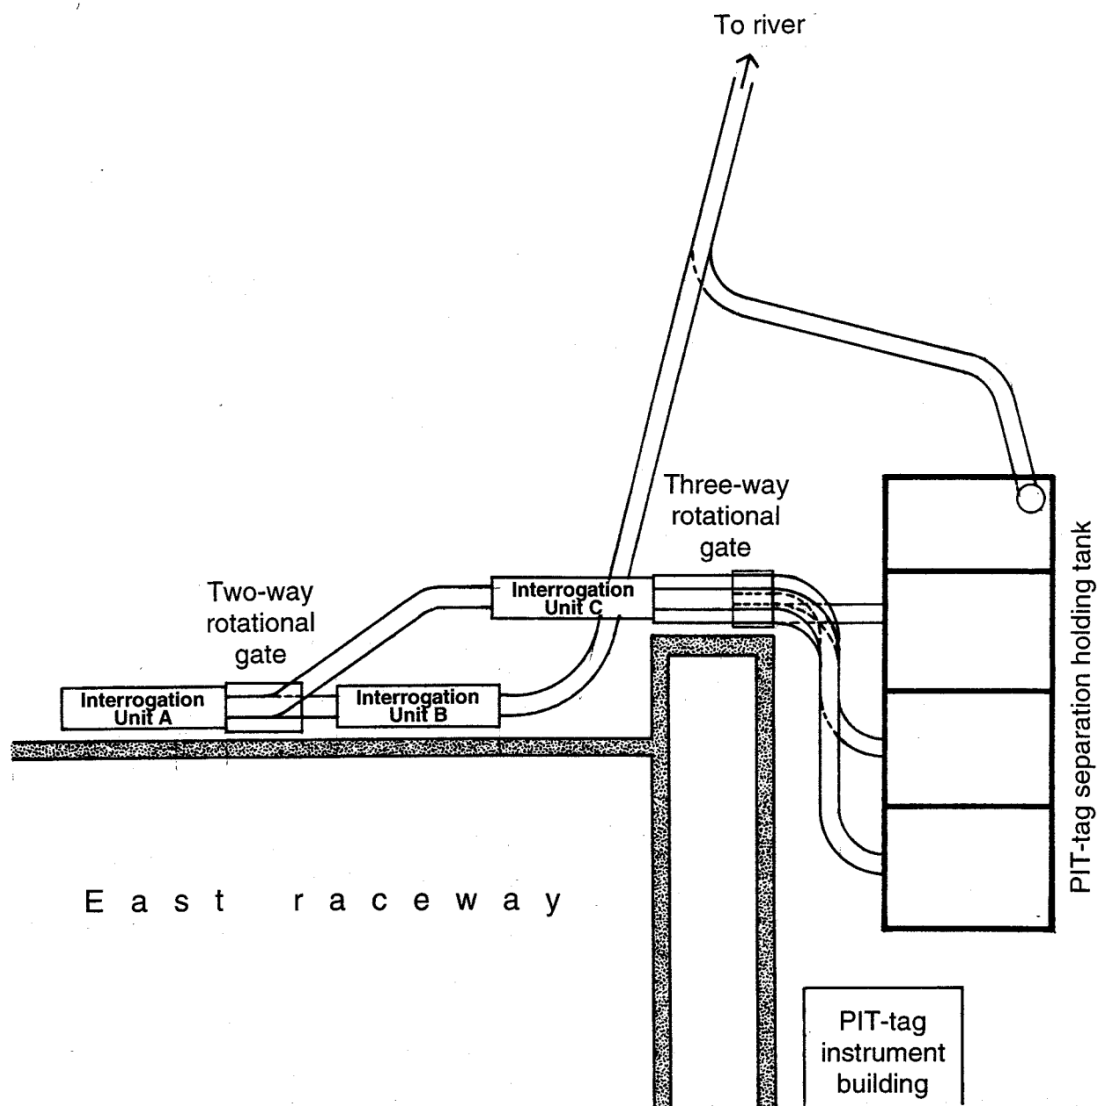 To river
Three-way
rotational
gate
Two-way
rotational
gate
Interrogation
Unit C
Interrogation
Unit A
Interrogation
Unit B
PIT-tag separation holding tank
East raceway
PIT-tag
instrument
building